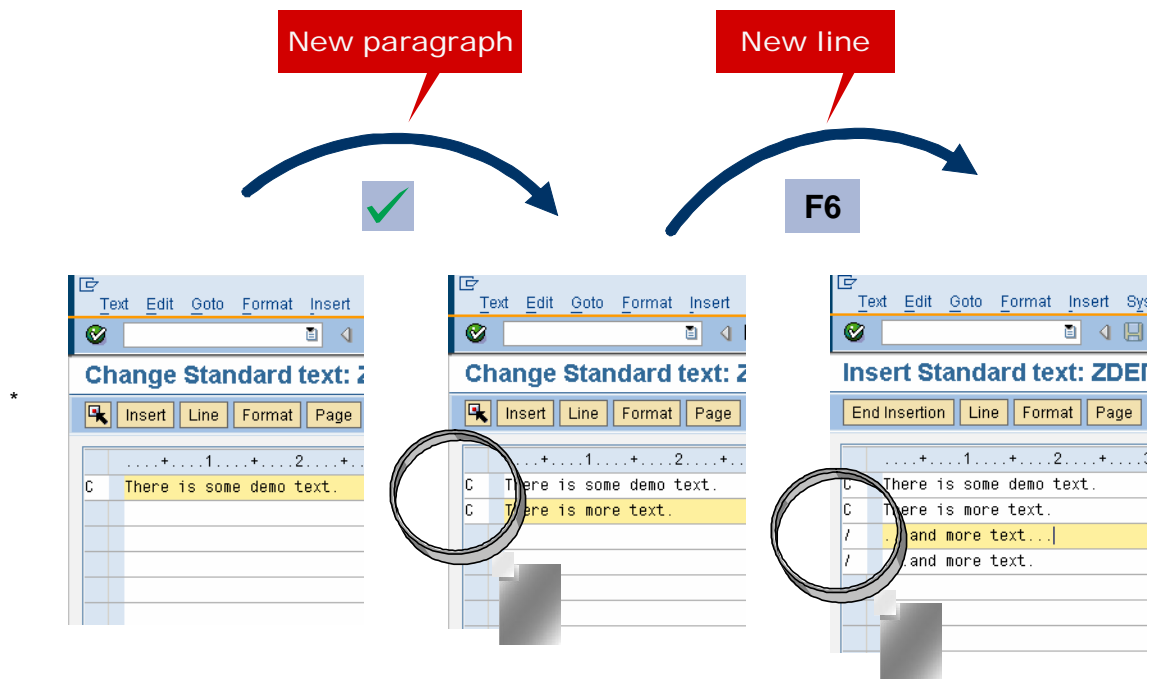 New paragraph
New line
F6
Text Edit Goto Format Insert
Change Standard text: Z
Insert Line Format Page
....+....1....+....2....+..
C There is some demo text.
Text Edit Goto Format Insert
Change Standard text: Z
Insert Line Format Page
...+....1....+....2....+..
C There is some demo text.
C There is more text.
Text Edit Goto Format Insert Sys
Insert Standard text: ZDEM
End Insertion Line Format Page
....+....1....+....2....+....3
C There is some demo text.
C There is more text.
/ ...and more text...
/ ...and more text.
*